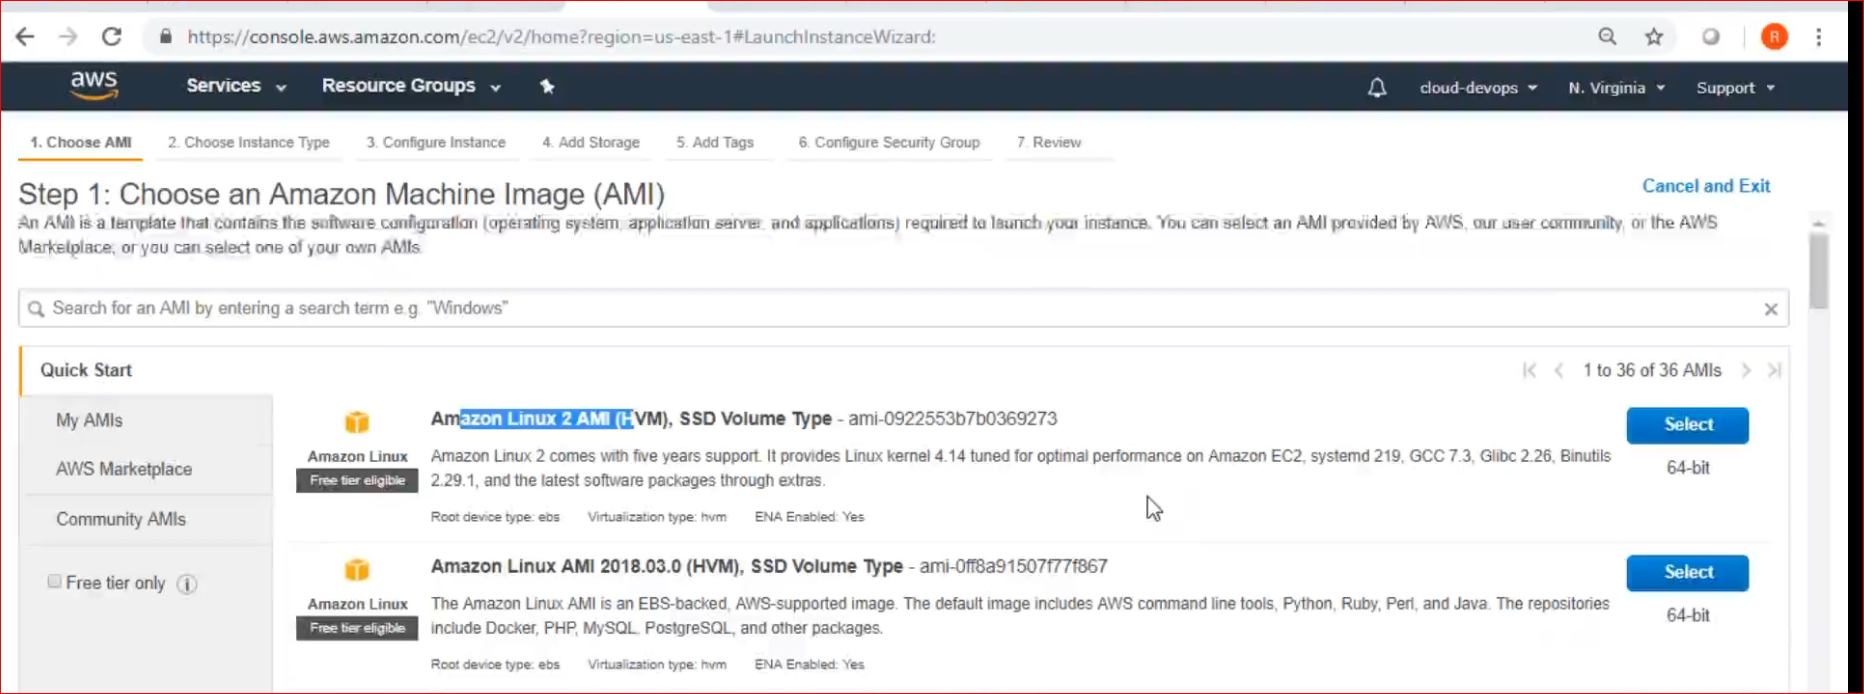 https://console.aws.amazon.com/ec2/v2/home?region=us-east-1#LaunchInstanceWizard:
R
aws Services Resource Groups cloud-devops N. Virginia Support
1. Choose AMI 2. Choose Instance Type 3. Configure Instance 4. Add Storage 5. Add Tags 6. Configure Security Group 7. Review
Step 1: Choose an Amazon Machine Image (AMI)
Cancel and Exit
An AMI is a template that contains the software configuration (operating system, application server, and applications) required to launch your instance. You can select an AMI provided by AWS, our user community, or the AWS
Marketplace; or you can select one of your own AMIs.
Search for an AMI by entering a search term e.g. "Windows"
Quick Start
1 to 36 of 36 AMIs
My AMIs
AWS Marketplace
Community AMIs
Free tier only
Amazon Linux
Free tier eligible
Amazon Linux 2 AMI (HVM), SSD Volume Type - ami-0922553b7b0369273
Amazon Linux 2 comes with five years support. It provides Linux kernel 4.14 tuned for optimal performance on Amazon EC2, systemd 219, GCC 7.3, Glibc 2.26, Binutils
2.29.1, and the latest software packages through extras.
Root device type: ebs Virtualization type: hvm ENA Enabled: Yes
Select
64-bit
Amazon Linux
Free tier eligible
Amazon Linux AMI 2018.03.0 (HVM), SSD Volume Type - ami-0ff8a91507f77f867
The Amazon Linux AMI is an EBS-backed, AWS-supported image. The default image includes AWS command line tools, Python, Ruby, Perl, and Java. The repositories
include Docker, PHP, MySQL, PostgreSQL, and other packages.
Root device type: ebs Virtualization type: hvm ENA Enabled: Yes
Select
64-bit